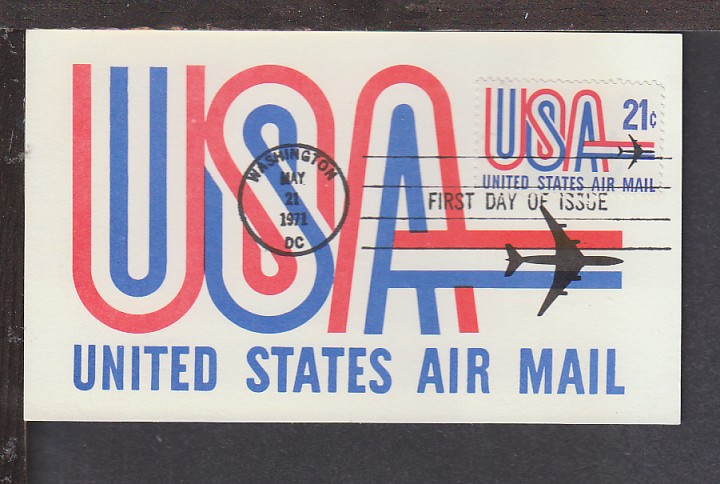 USA
USA 21¢
UNITED STATES AIR MAIL
WASHINGTON
MAY
21
1971
DC
FIRST DAY OF ISSUE
UNITED STATES AIR MAIL